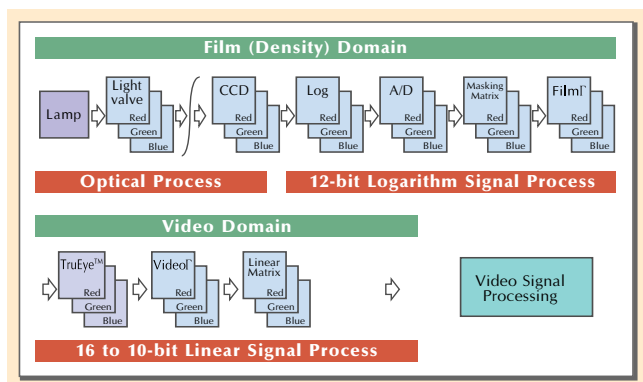 Film (Density) Domain
Lamp
Light valve
Red
Green
Blue
CCD
Red
Green
Blue
Log
Red
Green
Blue
A/D
Red
Green
Blue
Masking Matrix
Red
Green
Blue
FilmΓ
Red
Green
Blue
Optical Process
12-bit Logarithm Signal Process
Video Domain
TruEye™
Red
Green
Blue
VideoΓ
Red
Green
Blue
Linear Matrix
Red
Green
Blue
Video Signal
Processing
16 to 10-bit Linear Signal Process